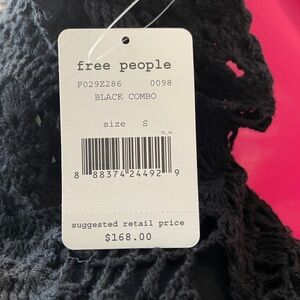 free people
F029Z286 0098
BLACK COMBO
size S
8 88374 24492 9
suggested retail price
$168.00